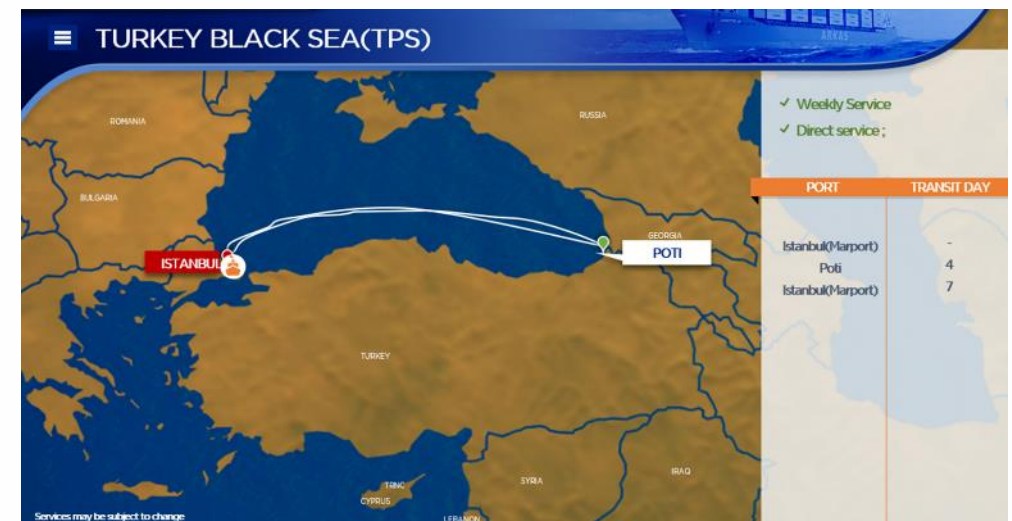 TURKEY BLACK SEA(TPS)
ARKAS
ROMANIA
RUSSIA
BULGARIA
GEORGIA
ISTANBUL
POTI
TURKEY
TRNC
CYPRUS
SYRIA
IRAQ
LEBANON
Services may be subject to change
Weekly Service
Direct service ;
PORT TRANSIT DAY
Istanbul(Marport) -
Poti 4
Istanbul(Marport) 7